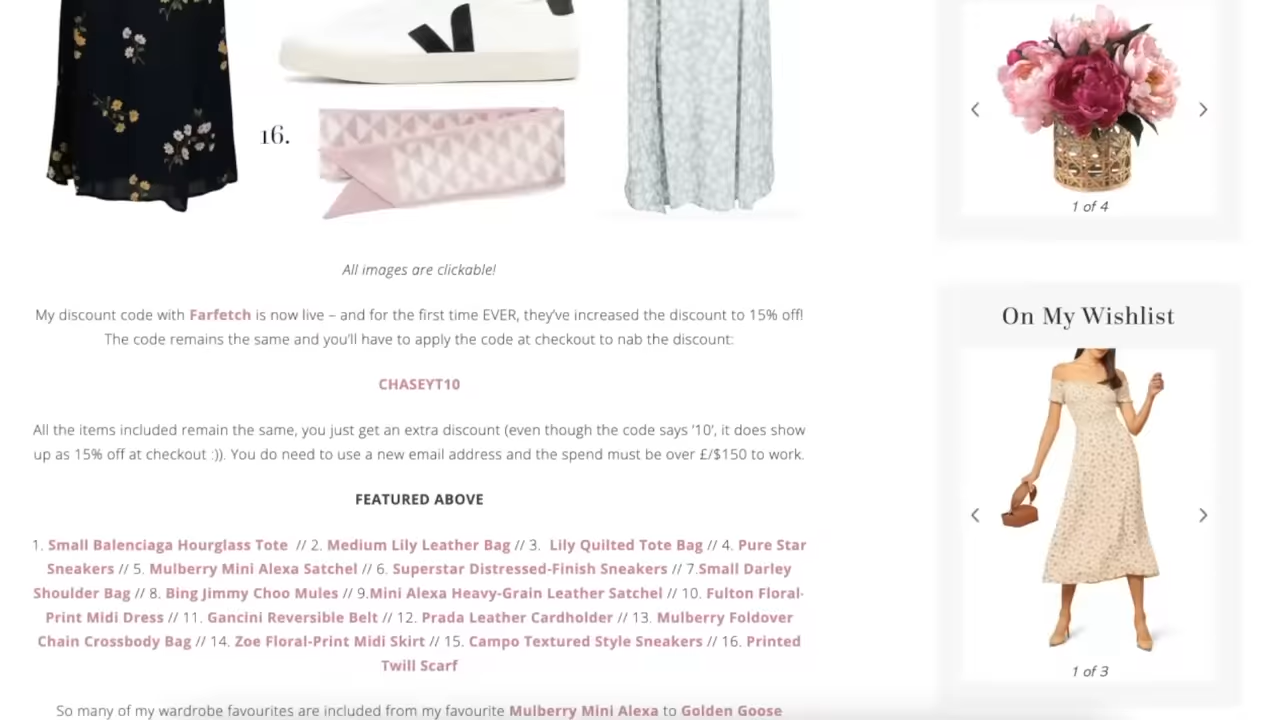 16.
1 of 4
All images are clickable!
My discount code with Farfetch is now live – and for the first time EVER, they've increased the discount to 15% off!
The code remains the same and you'll have to apply the code at checkout to nab the discount:
CHASEYT10
All the items included remain the same, you just get an extra discount (even though the code says '10', it does show
up as 15% off at checkout :)). You do need to use a new email address and the spend must be over £/$150 to work.
FEATURED ABOVE
1. Small Balenciaga Hourglass Tote // 2. Medium Lily Leather Bag // 3. Lily Quilted Tote Bag // 4. Pure Star
Sneakers // 5. Mulberry Mini Alexa Satchel // 6. Superstar Distressed-Finish Sneakers // 7.Small Darley
Shoulder Bag // 8. Bing Jimmy Choo Mules // 9.Mini Alexa Heavy-Grain Leather Satchel // 10. Fulton Floral-
Print Midi Dress // 11. Gancini Reversible Belt // 12. Prada Leather Cardholder // 13. Mulberry Foldover
Chain Crossbody Bag // 14. Zoe Floral-Print Midi Skirt // 15. Campo Textured Style Sneakers // 16. Printed
Twill Scarf
So many of my wardrobe favourites are included from my favourite Mulberry Mini Alexa to Golden Goose
On My Wishlist
1 of 3